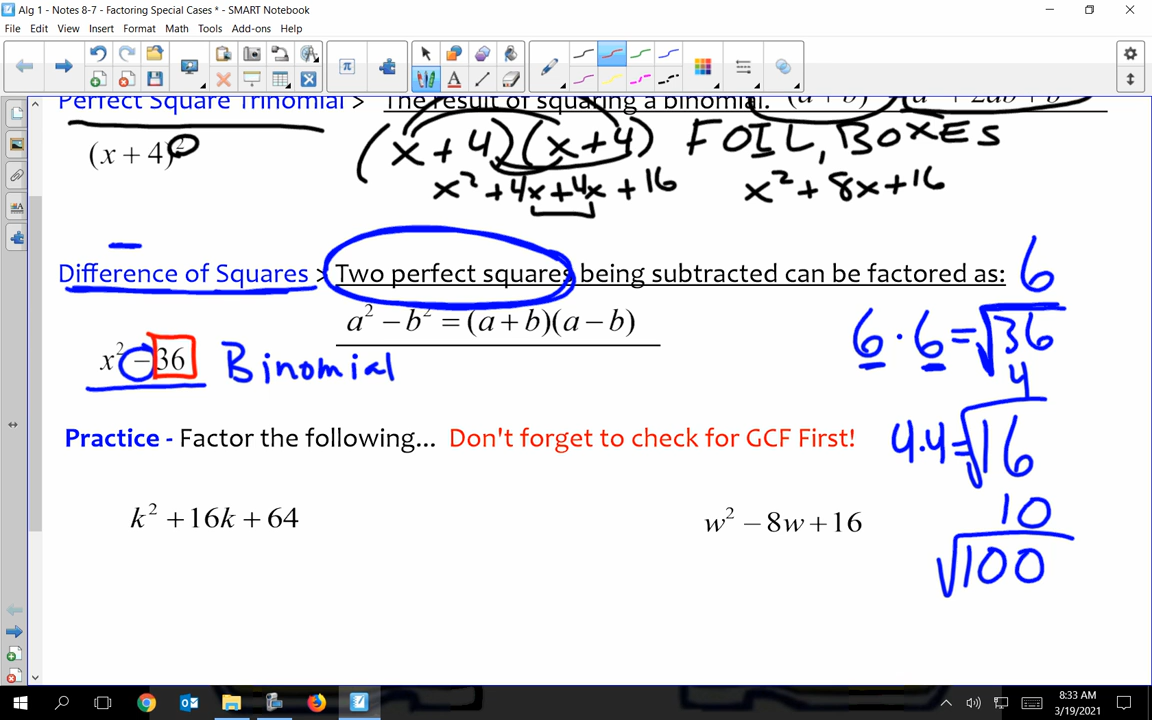 Alg 1 - Notes 8-7 - Factoring Special Cases * - SMART Notebook
File Edit View Insert Format Math Tools Add-ons Help
Perfect Square Trinomial > The result of squaring a binomial.
(x + 4)²
(x+4)(x+4) FOIL, BOXES
x²+4x+4x+16 x²+8x+16
Difference of Squares > Two perfect squares being subtracted can be factored as:
a² − b² = (a + b)(a − b)
x² − 36 Binomial
6
6·6=√36
4
4.4=√16
10
√100
Practice - Factor the following... Don't forget to check for GCF First!
k² + 16k + 64
w² − 8w + 16
8:33 AM
3/19/2021